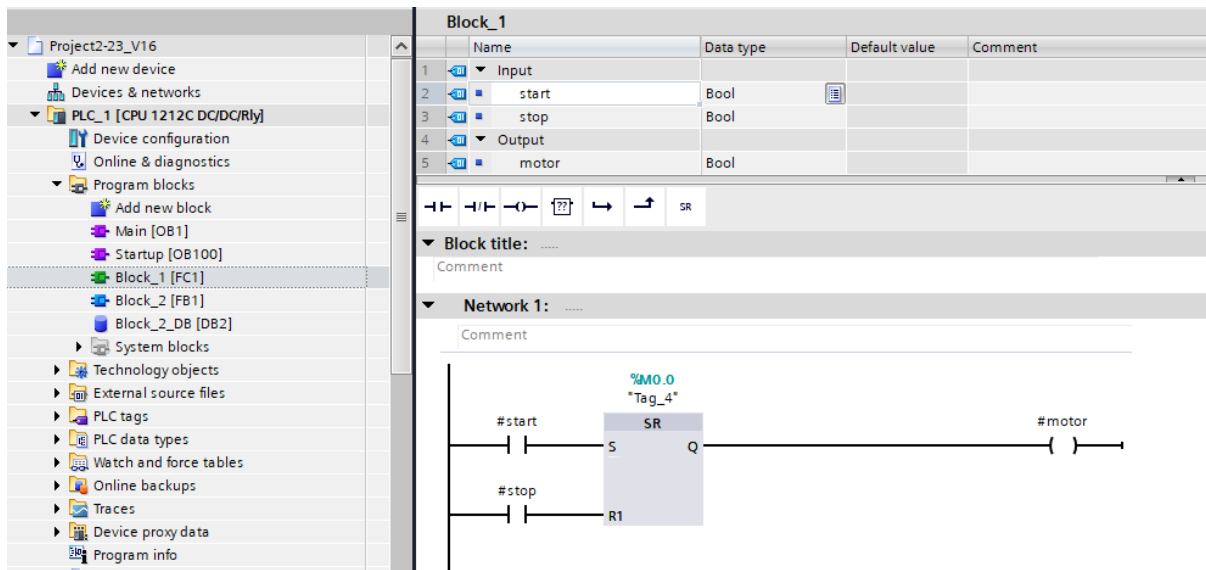 Project2-23_V16
Add new device
Devices & networks
PLC_1 [CPU 1212C DC/DC/Rly]
Device configuration
Online & diagnostics
Program blocks
Add new block
Main [OB1]
Startup [OB100]
Block_1 [FC1]
Block_2 [FB1]
Block_2_DB [DB2]
System blocks
Technology objects
External source files
PLC tags
PLC data types
Watch and force tables
Online backups
Traces
Device proxy data
Program info
Block_1
Name Data type Default value Comment
1 Input
2 start Bool
3 stop Bool
4 Output
5 motor Bool
?? SR
Block title: .....
Comment
Network 1: .....
Comment
%M0.0
"Tag_4"
#start SR #motor
S Q
#stop
R1